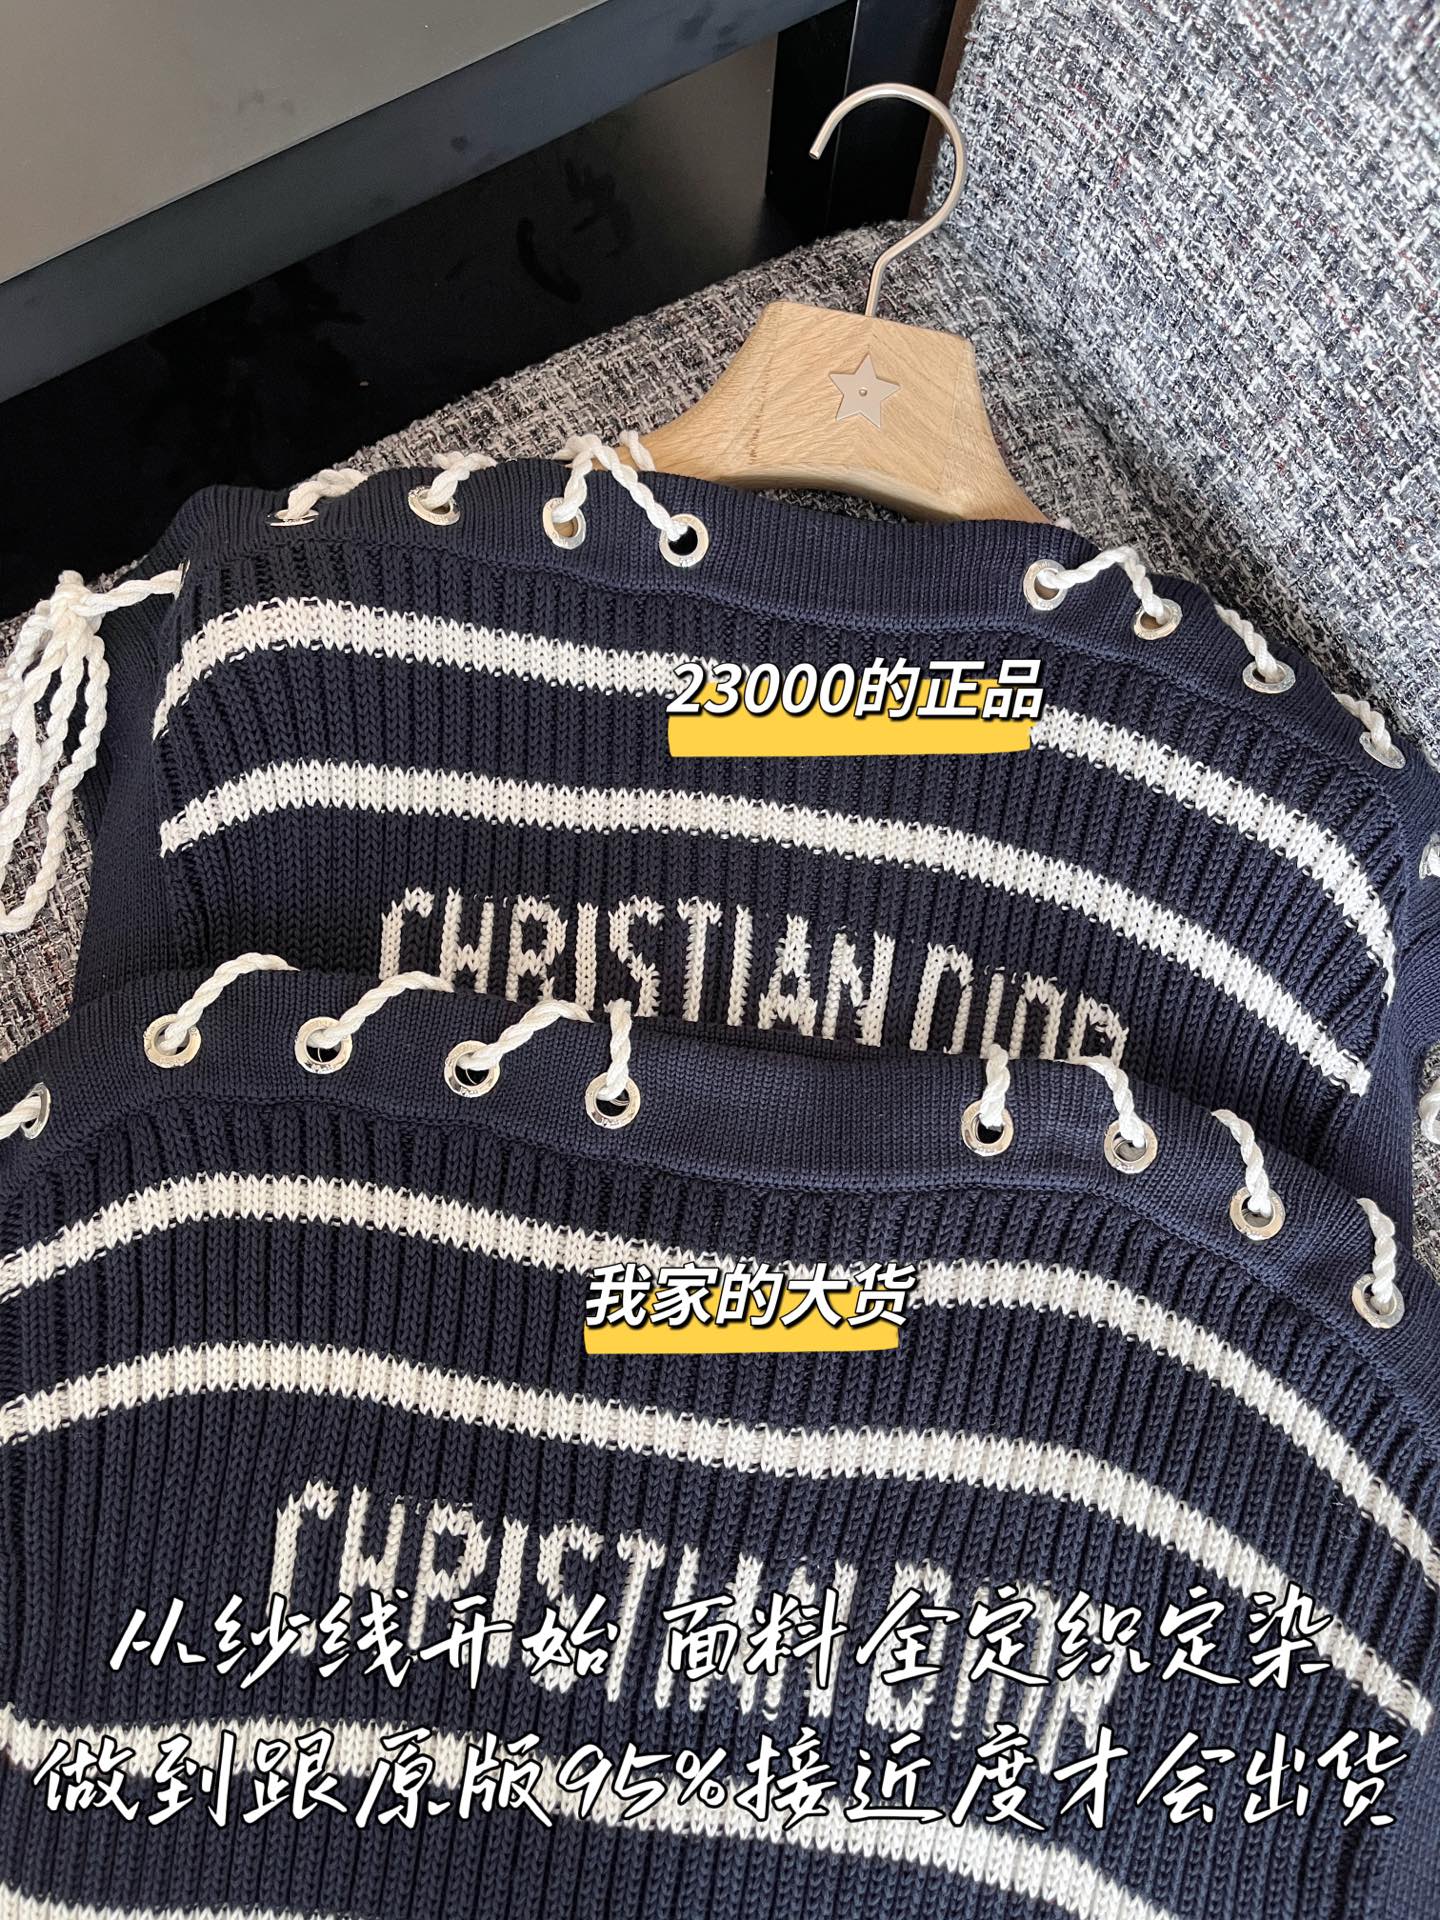 23000的正品
CHRISTIAN DIOR
我家的大货
CHRISTIAN DIOR
从纱线开始 面料全定织定染
做到跟原版95%接近度才会出货